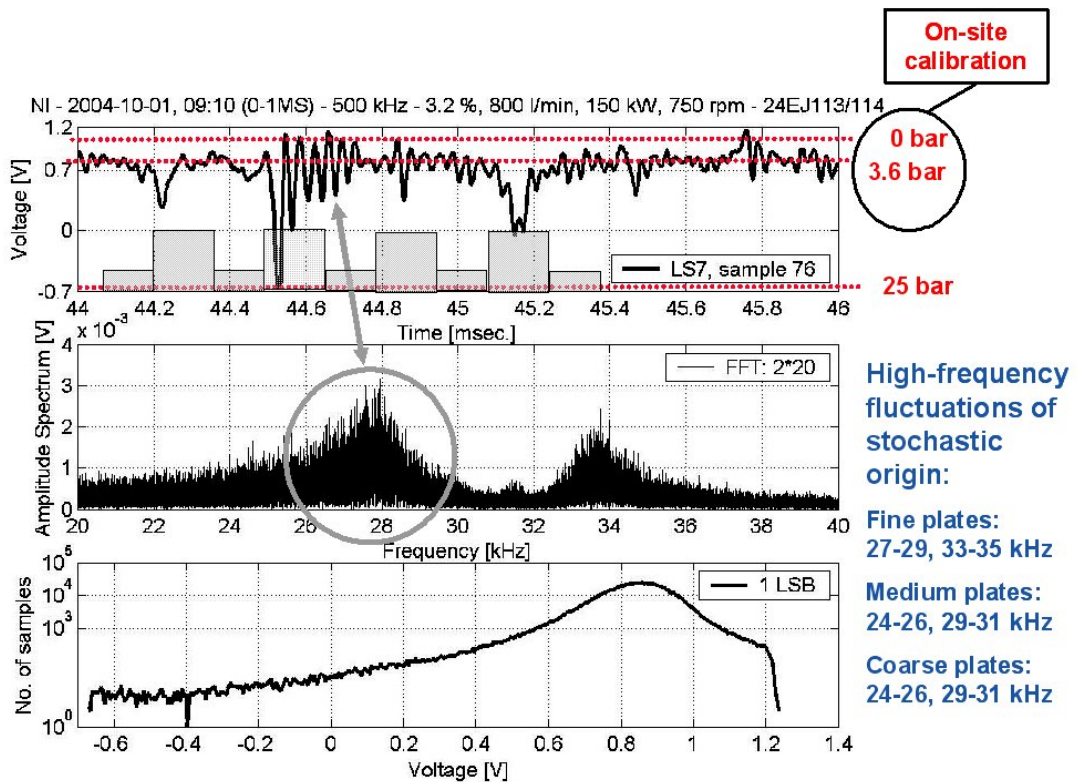 On-site
calibration
NI - 2004-10-01, 09:10 (0-1MS) - 500 kHz - 3.2 %, 800 l/min, 150 kW, 750 rpm - 24EJ113/114
1.2
0.7
0
-0.7
Voltage [V]
0 bar
3.6 bar
25 bar
LS7, sample 76
44 44.2 44.4 44.6 44.8 45 45.2 45.4 45.6 45.8 46
Time [msec.]
x 10-3
4
3
2
1
0
Amplitude Spectrum [V]
FFT: 2*20
20 22 24 26 28 30 32 34 36 38 40
Frequency [kHz]
High-frequency
fluctuations of
stochastic
origin:
Fine plates:
27-29, 33-35 kHz
Medium plates:
24-26, 29-31 kHz
Coarse plates:
24-26, 29-31 kHz
10^5
10^4
10^3
10^0
No. of samples
1 LSB
-0.6 -0.4 -0.2 0 0.2 0.4 0.6 0.8 1 1.2 1.4
Voltage [V]